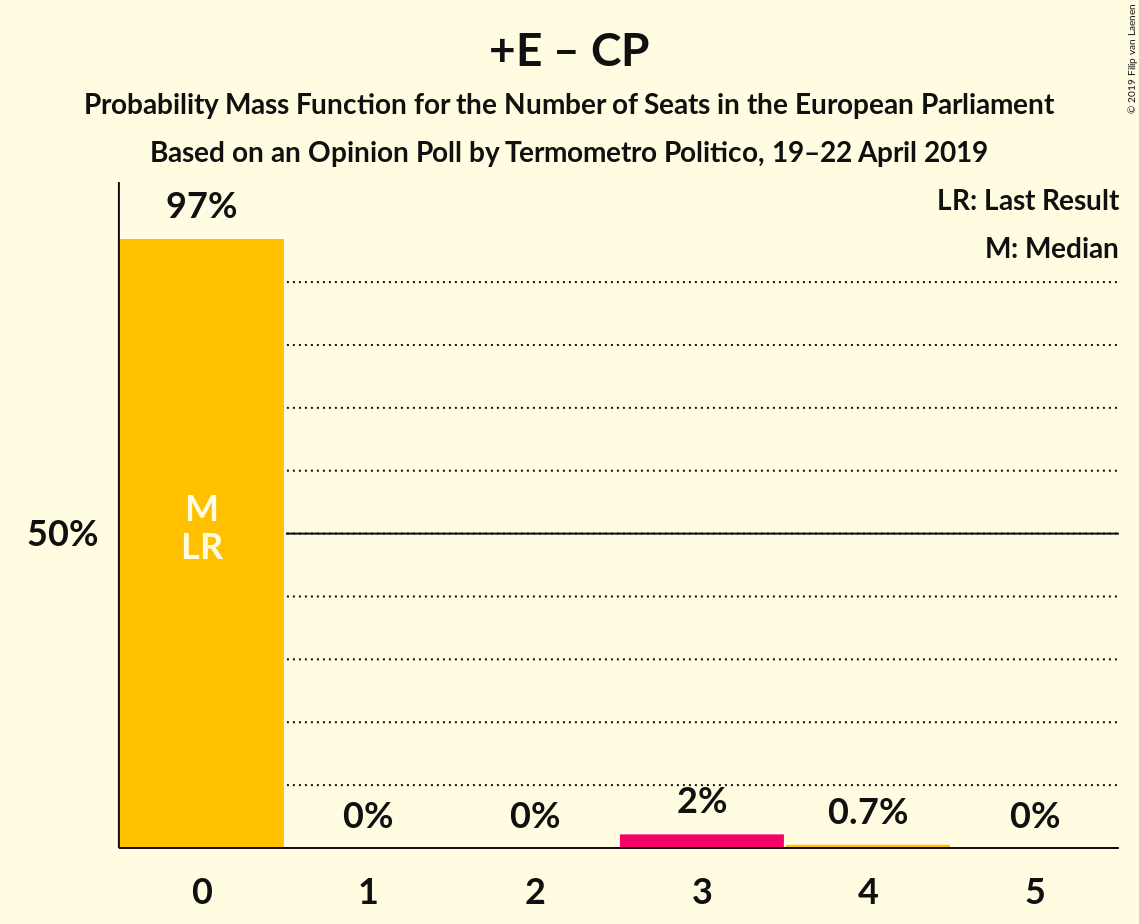 +E – CP
Probability Mass Function for the Number of Seats in the European Parliament
Based on an Opinion Poll by Termometro Politico, 19–22 April 2019
© 2019 Filip van Laenen
LR: Last Result
M: Median
97%
M
LR
50%
0%
0%
2%
0.7%
0%
0
1
2
3
4
5